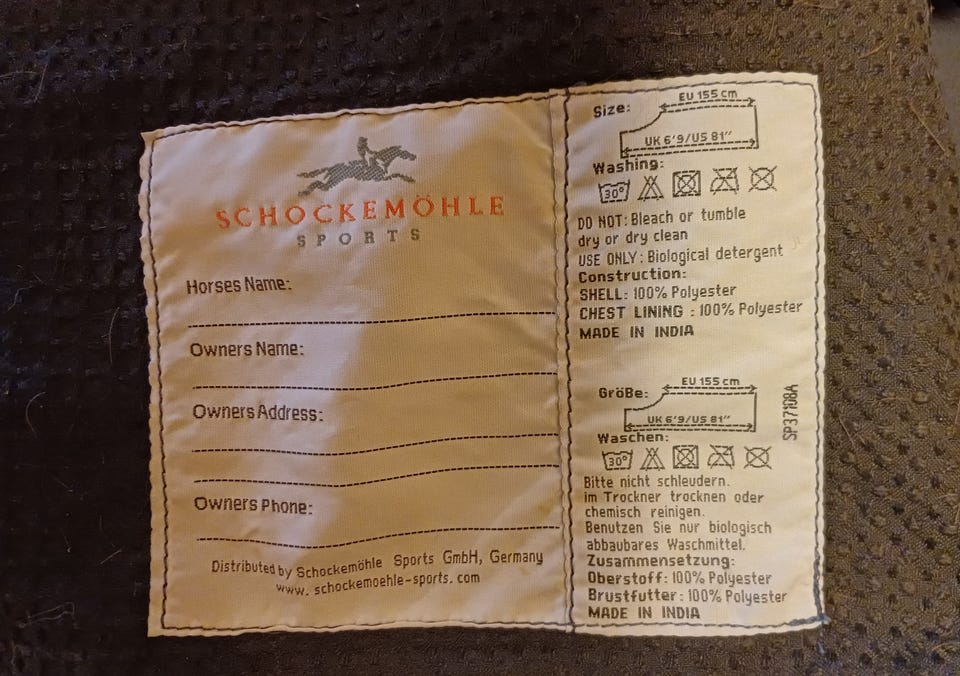 SCHOCKEMÖHLE
SPORTS
Horses Name:
Owners Name:
Owners Address:
Owners Phone:
Distributed by Schockemöhle Sports GmbH, Germany
www.schockemoehle-sports.com
Size:
EU 155 cm
UK 6'9/US 81"
Washing:
30°
DO NOT: Bleach or tumble
dry or dry clean
USE ONLY: Biological detergent
Construction:
SHELL: 100% Polyester
CHEST LINING : 100% Polyester
MADE IN INDIA
Größe:
EU 155 cm
UK 6'9/US 81"
Waschen:
30°
Bitte nicht schleudern.
im Trockner trocknen oder
chemisch reinigen.
Benutzen Sie nur biologisch
abbaubares Waschmittel.
Zusammensetzung:
Oberstoff: 100% Polyester
Brustfutter: 100% Polyester
MADE IN INDIA
SP37108A